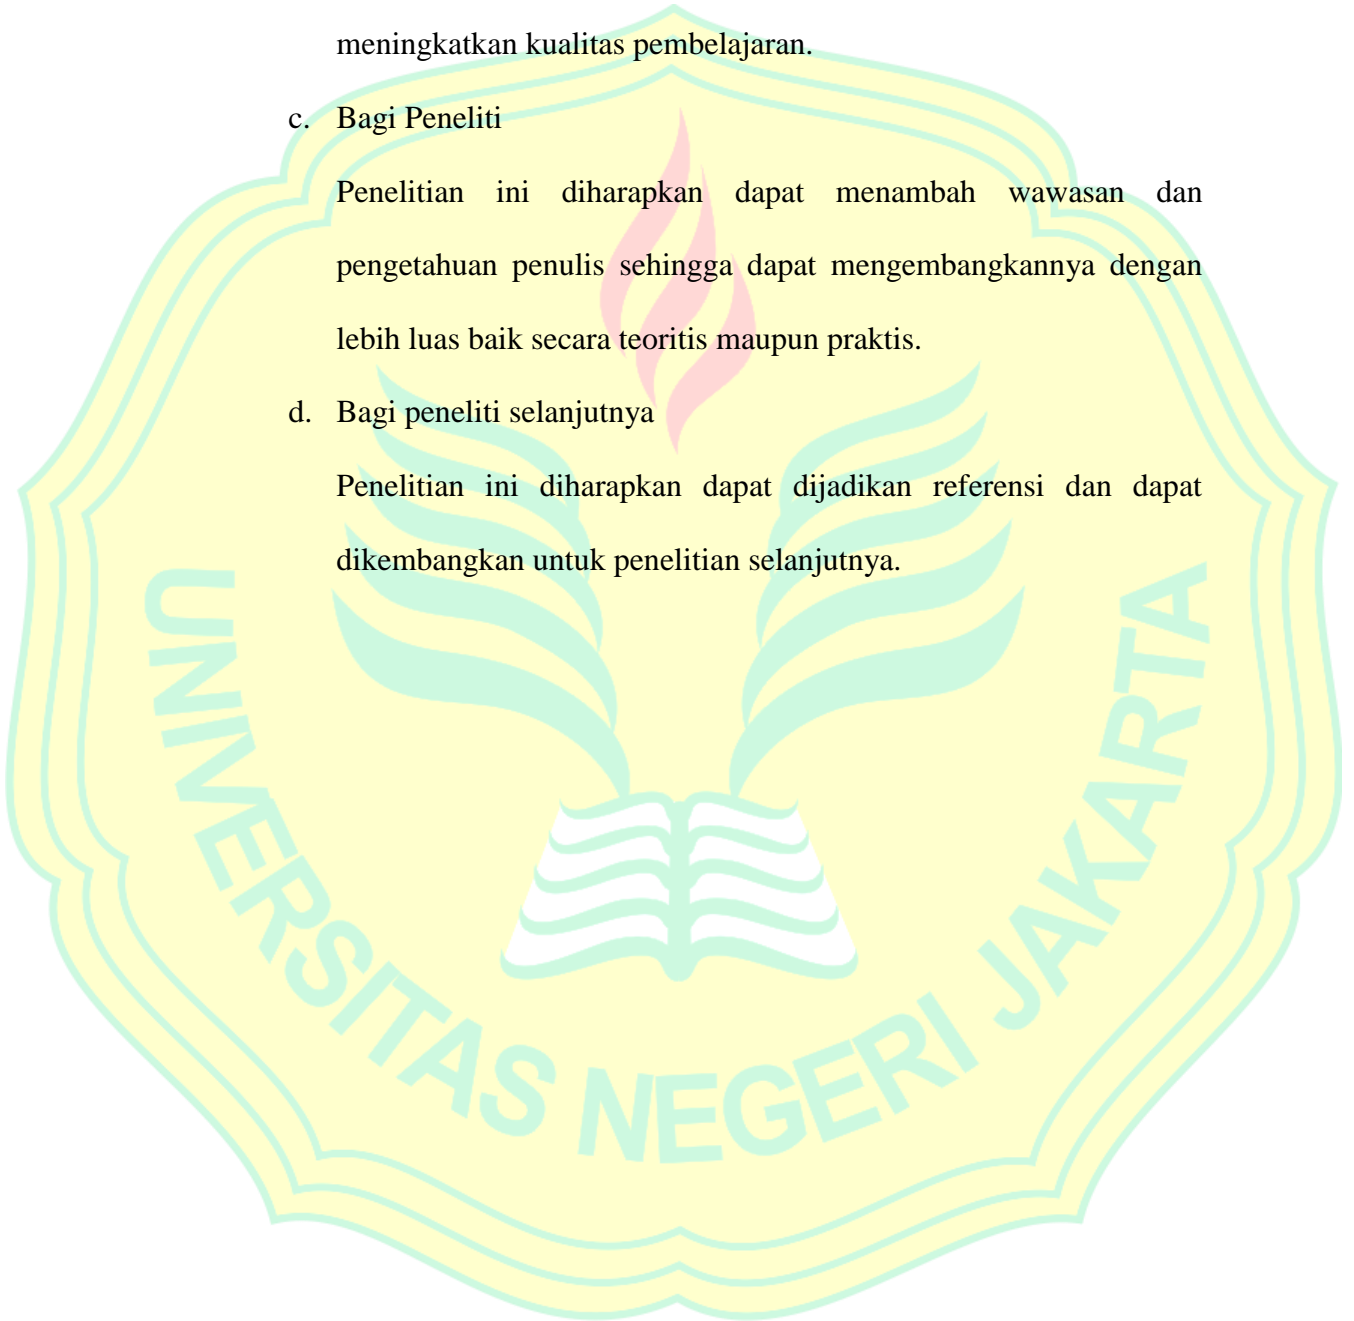 meningkatkan kualitas pembelajaran.
c. Bagi Peneliti
Penelitian ini diharapkan dapat menambah wawasan dan
pengetahuan penulis sehingga dapat mengembangkannya dengan
lebih luas baik secara teoritis maupun praktis.
d. Bagi peneliti selanjutnya
Penelitian ini diharapkan dapat dijadikan referensi dan dapat
dikembangkan untuk penelitian selanjutnya.
UNIVERSITAS NEGERI JAKARTA